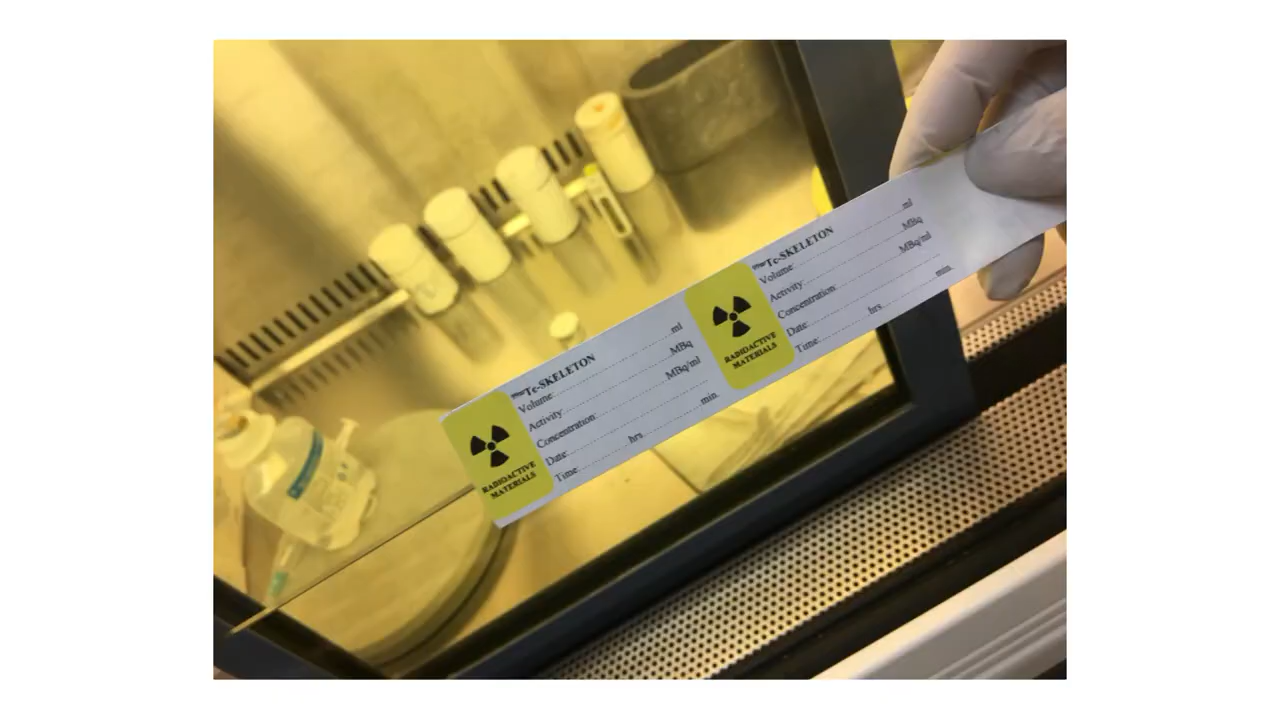 99mTc-SKELETON
Volume: ml
Activity: MBq
Concentration: MBq/ml
Date:
Time: hrs min.
RADIOACTIVE
MATERIALS
99mTc-SKELETON
Volume: ml
Activity: MBq
Concentration: MBq/ml
Date:
Time: hrs min.
RADIOACTIVE
MATERIALS